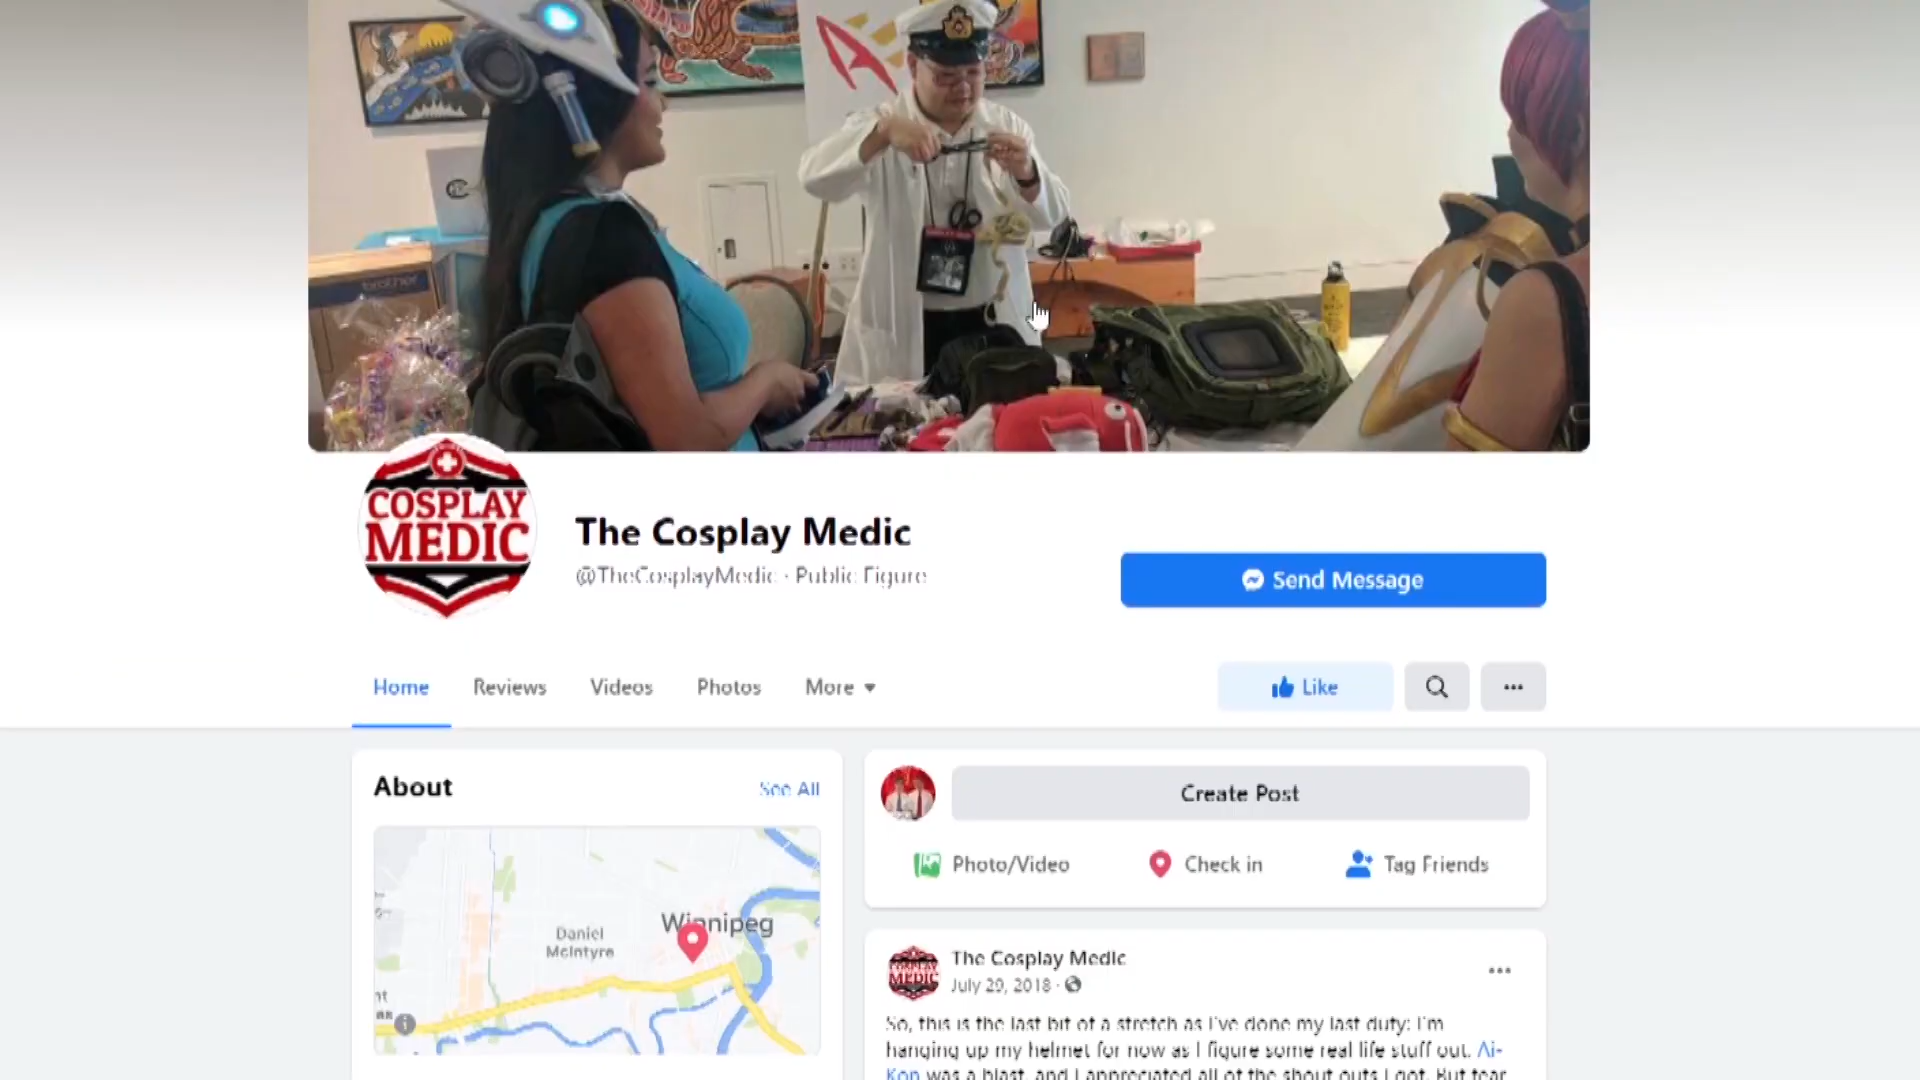 brother
COSPLAY
MEDIC
The Cosplay Medic
@TheCosplayMedic · Public Figure
Send Message
Home
Reviews
Videos
Photos
More
Like
About
See All
Create Post
Photo/Video
Check in
Tag Friends
Winnipeg
Daniel
McIntyre
COSPLAY
MEDIC
The Cosplay Medic
July 29, 2018 ·
So, this is the last bit of a stretch as I've done my last duty: I'm
hanging up my helmet for now as I figure some real life stuff out. Ai-
Kon was a blast, and I appreciated all of the shout outs I got. But fear